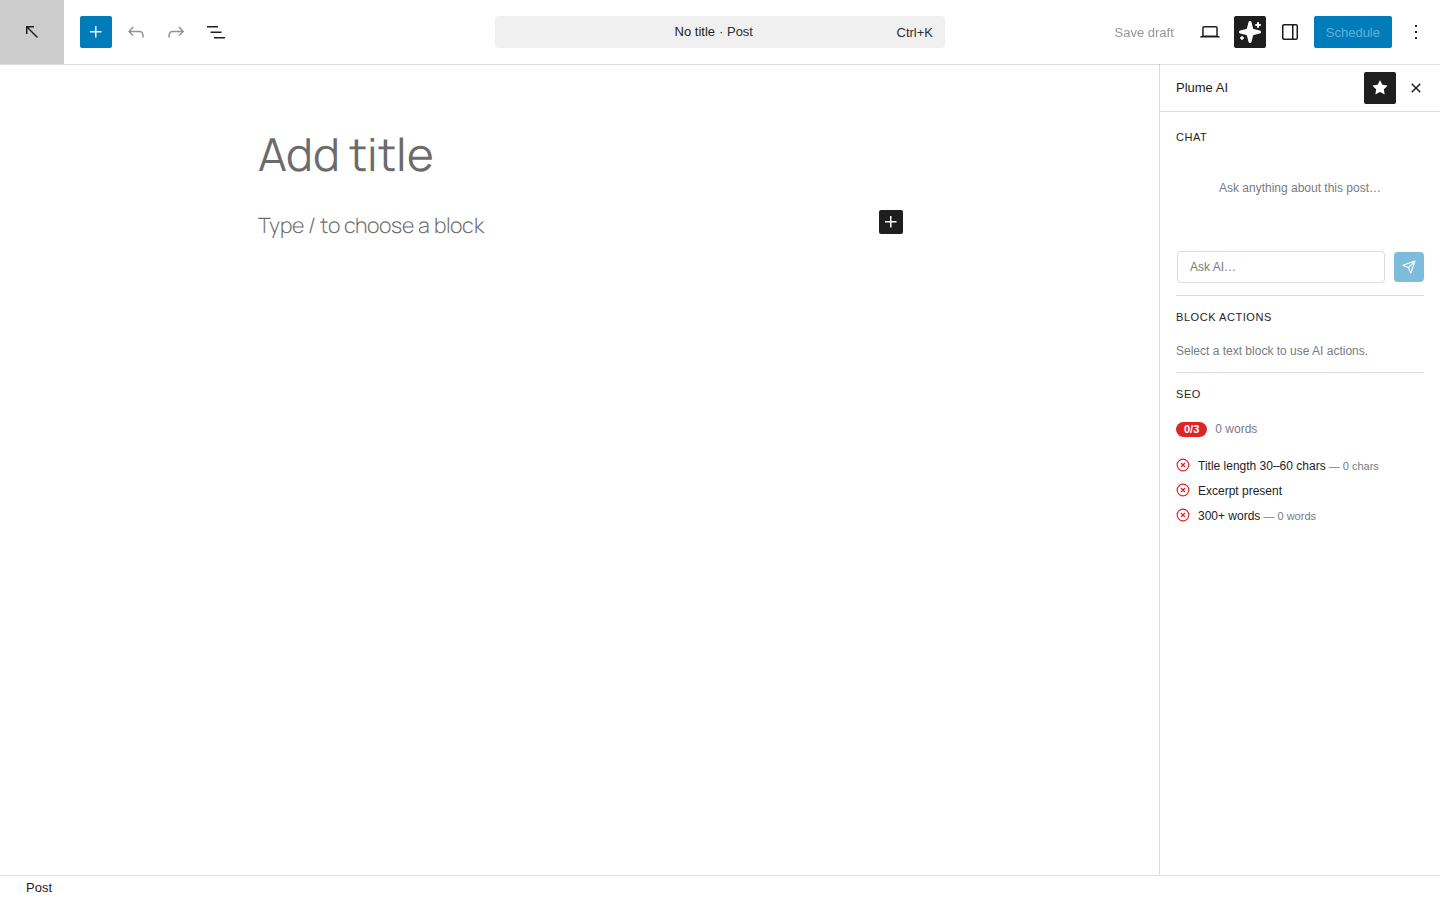 No title · Post
Ctrl+K
Save draft
Schedule
Add title
Type / to choose a block
Plume AI
CHAT
Ask anything about this post…
Ask AI…
BLOCK ACTIONS
Select a text block to use AI actions.
SEO
0/3 0 words
Title length 30–60 chars — 0 chars
Excerpt present
300+ words — 0 words
Post